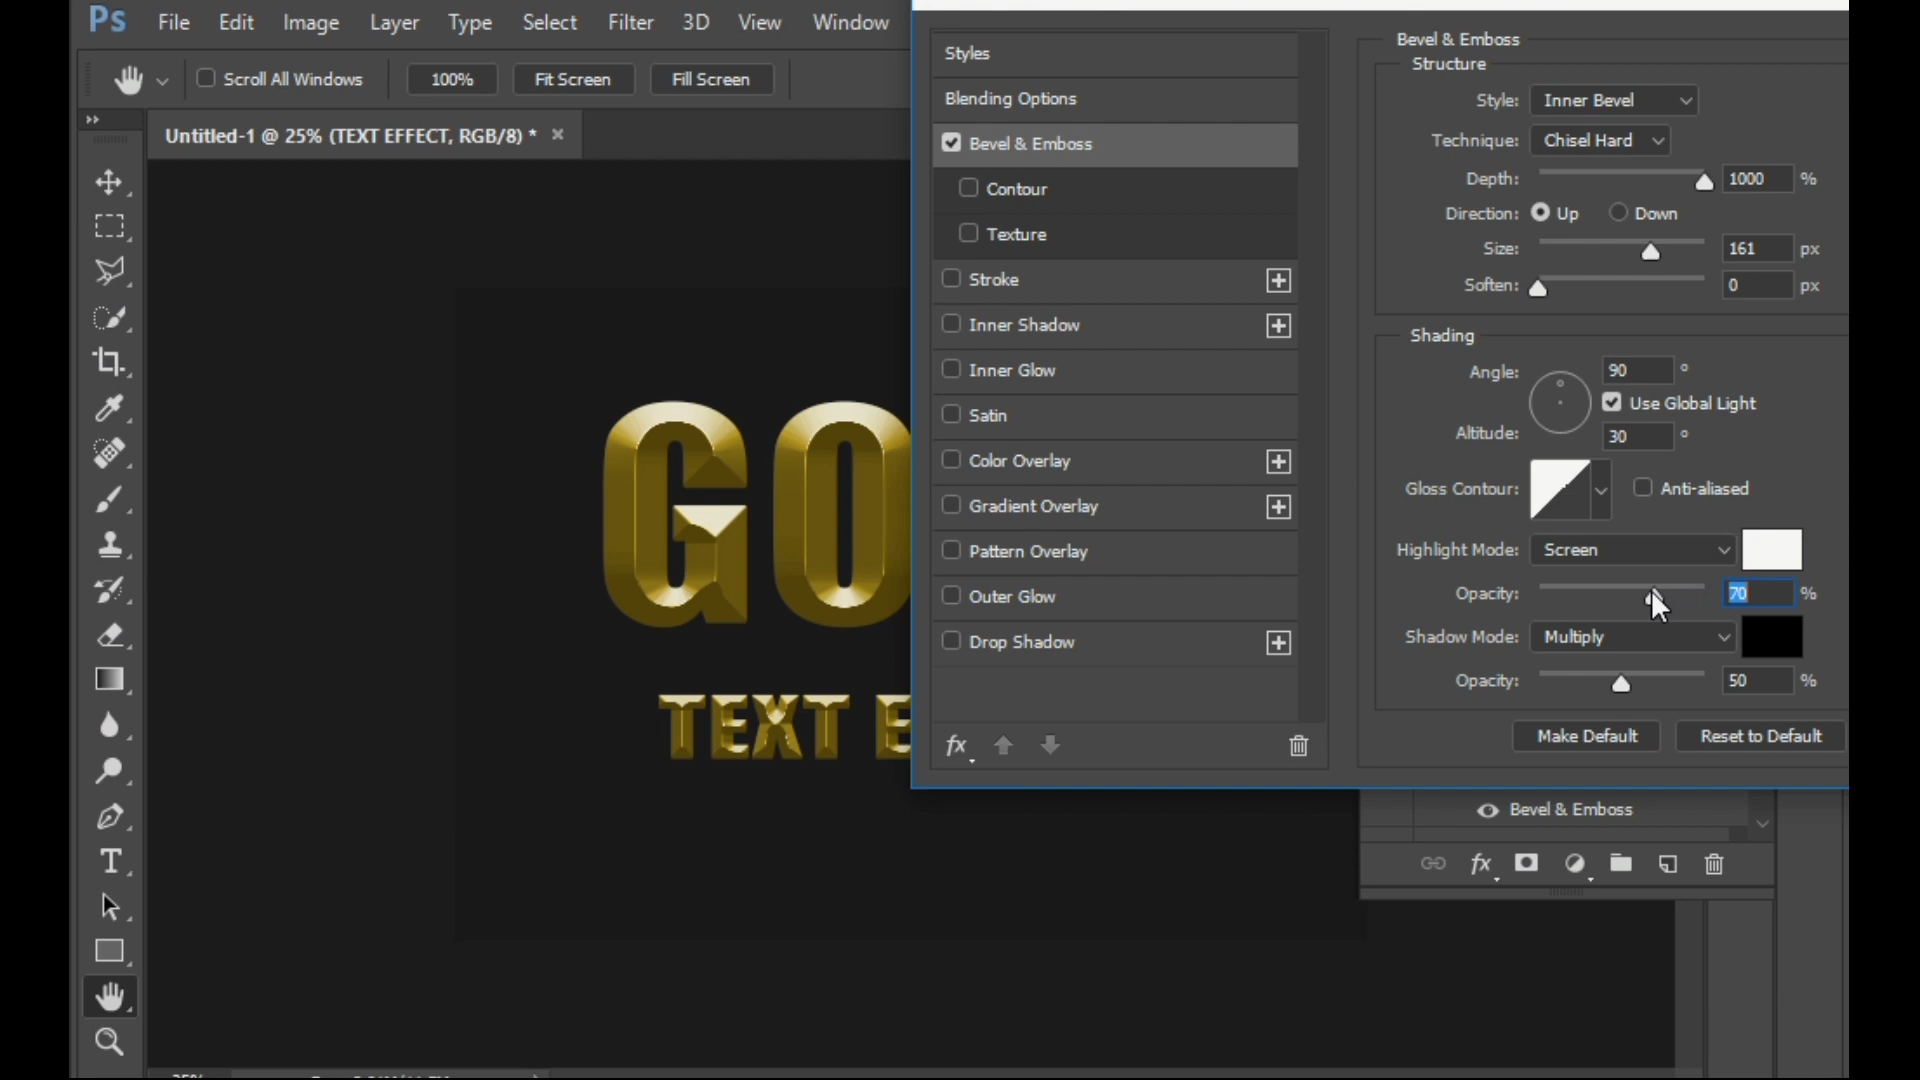 Ps File Edit Image Layer Type Select Filter 3D View Window
Scroll All Windows 100% Fit Screen Fill Screen
Untitled-1 @ 25% (TEXT EFFECT, RGB/8) * ×
GO
TEXT E
Styles
Blending Options
Bevel & Emboss
Contour
Texture
Stroke
Inner Shadow
Inner Glow
Satin
Color Overlay
Gradient Overlay
Pattern Overlay
Outer Glow
Drop Shadow
fx
Bevel & Emboss
Structure
Style: Inner Bevel
Technique: Chisel Hard
Depth: 1000 %
Direction: Up Down
Size: 161 px
Soften: 0 px
Shading
Angle: 90 °
Use Global Light
Altitude: 30 °
Gloss Contour: Anti-aliased
Highlight Mode: Screen
Opacity: 70 %
Shadow Mode: Multiply
Opacity: 50 %
Make Default Reset to Default
Bevel & Emboss
fx